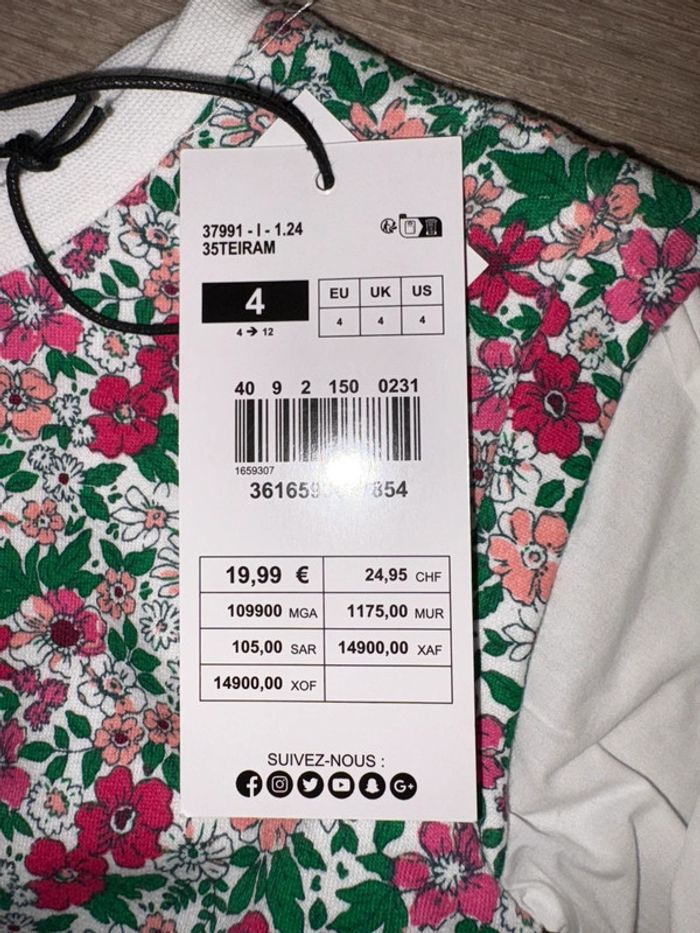 37991 - I - 1.24
35TEIRAM
4
4 → 12
EU UK US
4 4 4
40 9 2 150 0231
1659307
19,99 €
24,95 CHF
109900 MGA
1175,00 MUR
105,00 SAR
14900,00 XAF
14900,00 XOF
SUIVEZ-NOUS :